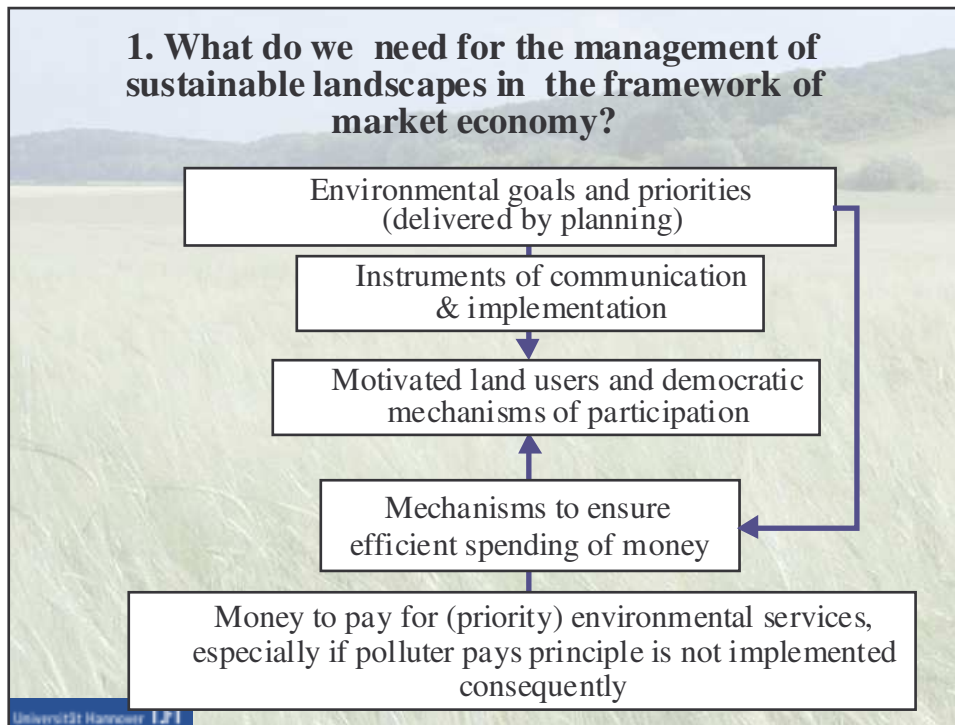 1. What do we need for the management of
sustainable landscapes in the framework of
market economy?
Environmental goals and priorities
(delivered by planning)
Instruments of communication
& implementation
Motivated land users and democratic
mechanisms of participation
Mechanisms to ensure
efficient spending of money
Money to pay for (priority) environmental services,
especially if polluter pays principle is not implemented
consequently
Universität Hannover